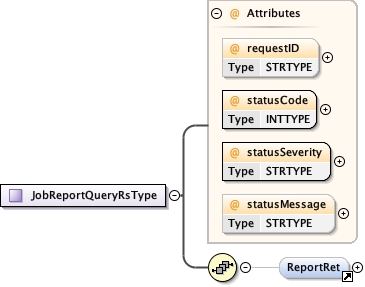 @ Attributes
@ requestID
Type STRTYPE
@ statusCode
Type INTTYPE
@ statusSeverity
Type STRTYPE
@ statusMessage
Type STRTYPE
JobReportQueryRsType
ReportRet